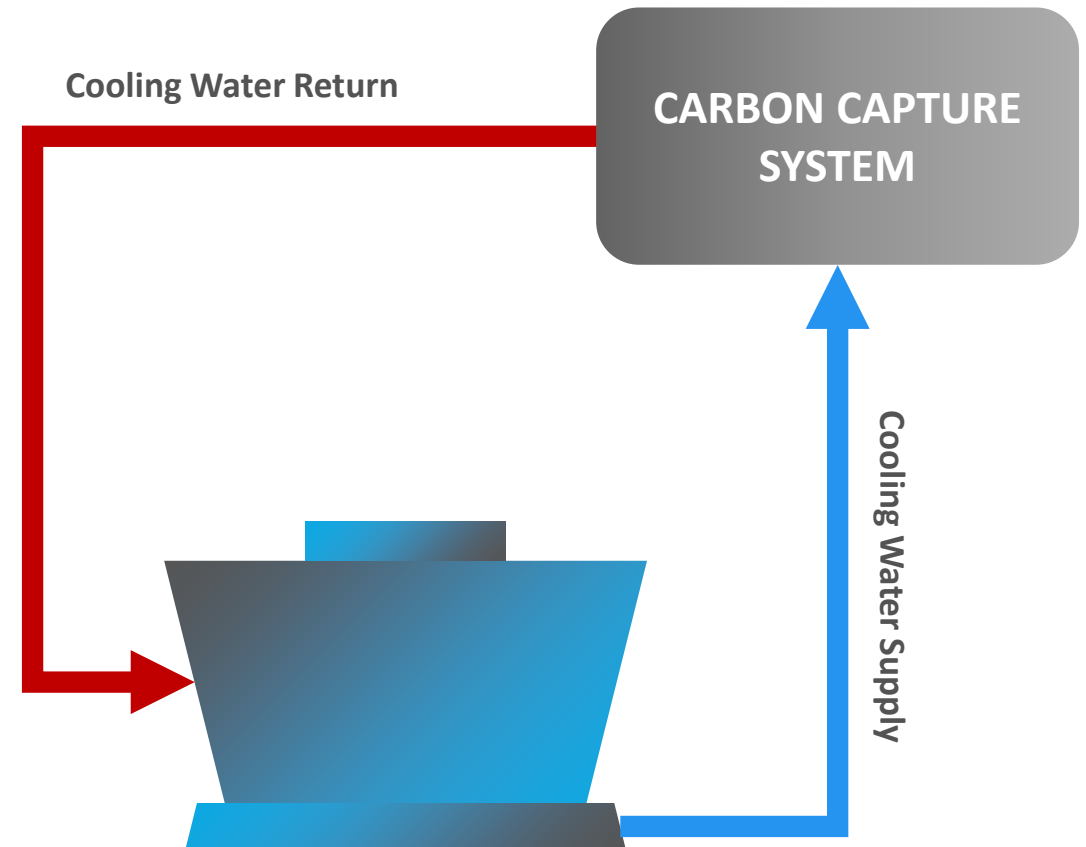 Cooling Water Return
CARBON CAPTURE
SYSTEM
Cooling Water Supply